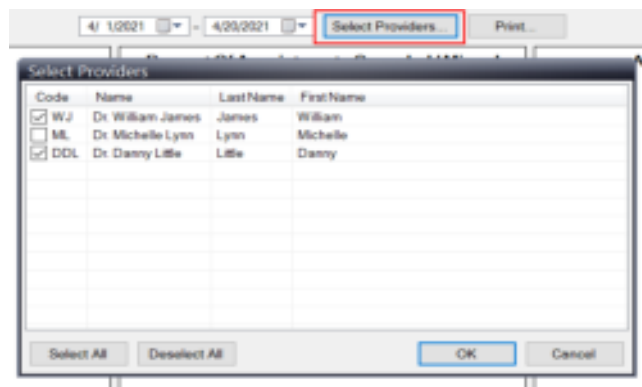 4/ 1/2021 - 4/20/2021 Select Providers... Print...
Select Providers
Code Name LastName FirstName
WJ Dr. William James James William
ML Dr. Michelle Lynn Lynn Michelle
DDL Dr. Danny Little Little Danny
Select All Deselect All OK Cancel